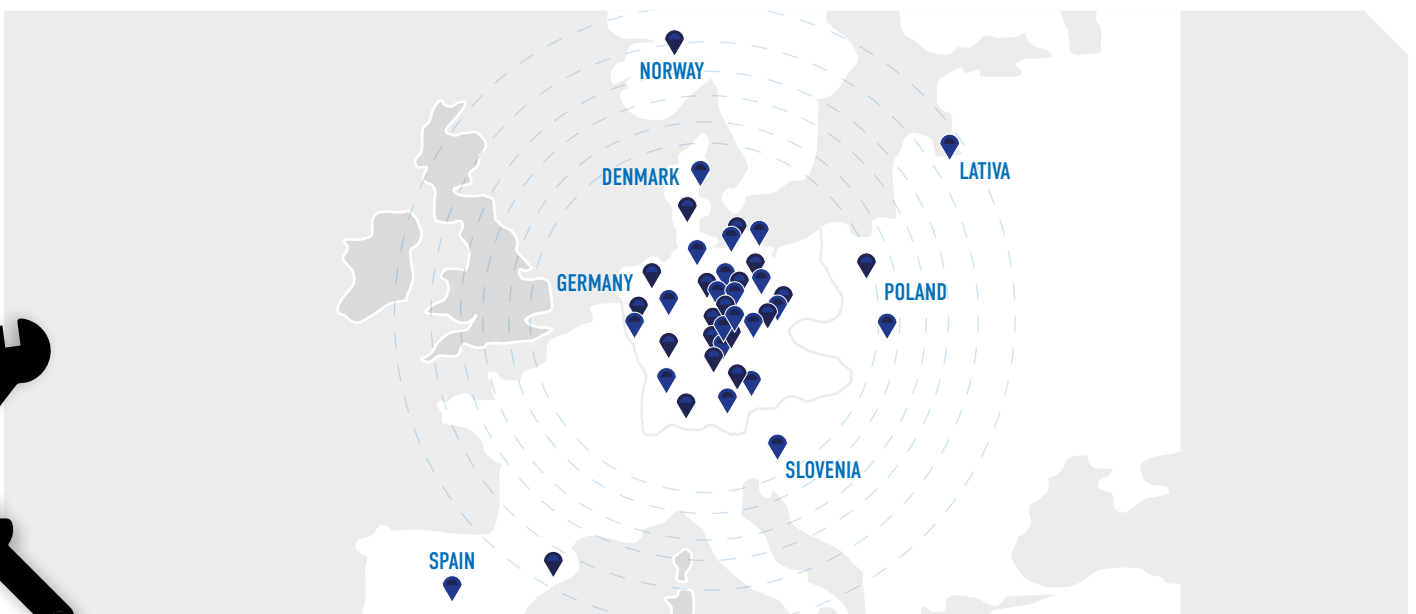 NORWAY
LATIVA
DENMARK
GERMANY
POLAND
SLOVENIA
SPAIN